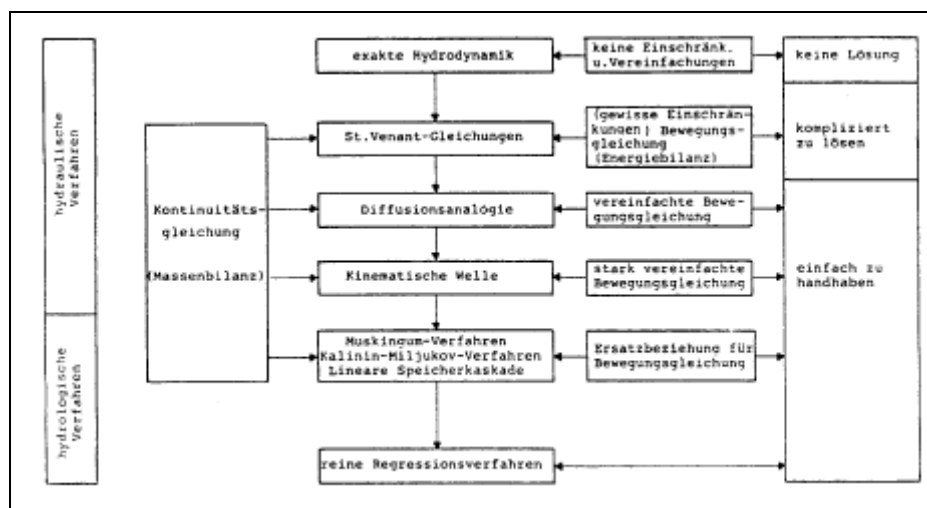 hydraulische
Verfahren
hydrologische
Verfahren
Kontinuitäts-
gleichung
(Massenbilanz)
exakte Hydrodynamik
St.Venant-Gleichungen
Diffusionsanalogie
Kinematische Welle
Muskingum-Verfahren
Kalinin-Miljukov-Verfahren
Lineare Speicherkaskade
reine Regressionsverfahren
keine Einschränk.
u.Vereinfachungen
(gewisse Einschrän-
kungen) Bewegungs-
gleichung
(Energiebilanz)
vereinfachte Bewe-
gungsgleichung
stark vereinfachte
Bewegungsgleichung
Ersatzbeziehung für
Bewegungsgleichung
keine Lösung
kompliziert
zu lösen
einfach zu
handhaben